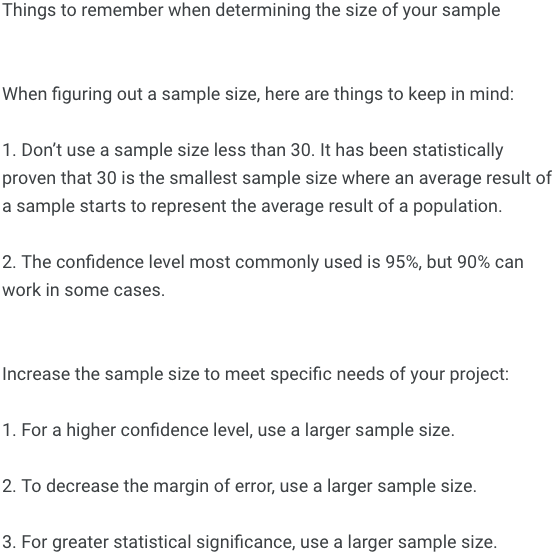 Things to remember when determining the size of your sample
When figuring out a sample size, here are things to keep in mind:
1. Don’t use a sample size less than 30. It has been statistically
proven that 30 is the smallest sample size where an average result of
a sample starts to represent the average result of a population.
2. The confidence level most commonly used is 95%, but 90% can
work in some cases.
Increase the sample size to meet specific needs of your project:
1. For a higher confidence level, use a larger sample size.
2. To decrease the margin of error, use a larger sample size.
3. For greater statistical significance, use a larger sample size.